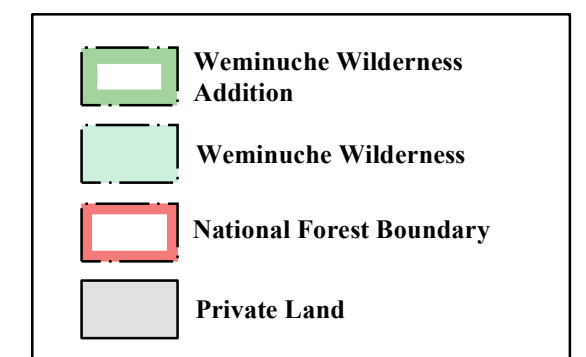 Weminuche Wilderness
Addition
Weminuche Wilderness
National Forest Boundary
Private Land